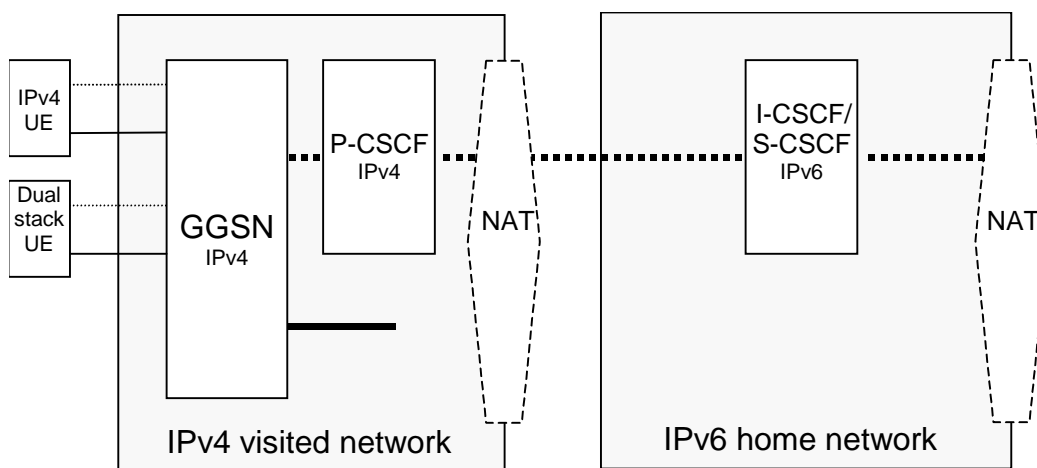 IPv4
UE
Dual
stack
UE
GGSN
IPv4
P-CSCF
IPv4
NAT
IPv4 visited network
I-CSCF/
S-CSCF
IPv6
NAT
IPv6 home network